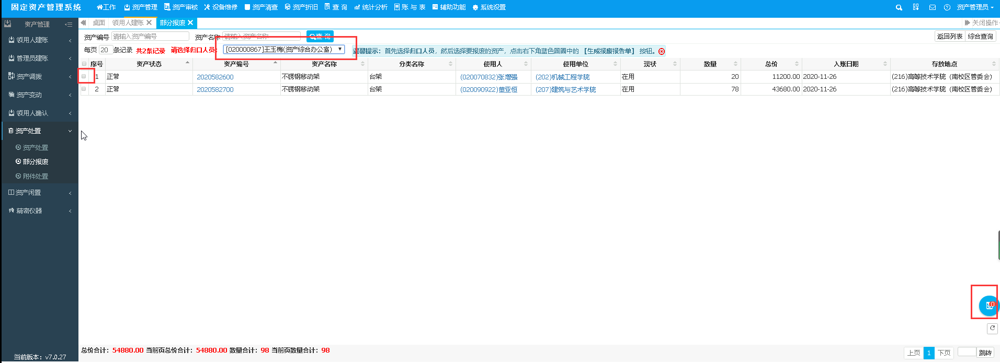 固定资产管理系统 工作 资产管理 资产审核 设备维修 资产清查 资产折旧 查 询 统计分析 账 与 表 辅助功能 系统设置 资产管理员
资产管理
桌面 领用人建账 部分报废 关闭操作
资产编号 请输入资产编号 资产名称 请输入资产名称 查 询 返回列表 综合查询
每页 20 条记录 共2条记录 请选择归口人员: [020000867]王玉梅(资产综合办公室) 温馨提示：首先选择归口人员，然后选择要报废的资产，点击右下角蓝色圆圈中的 【生成报废报告单】 按钮。
序号 资产状态 资产编号 资产名称 分类名称 使用人 使用单位 现状 数量 总价 入账日期 存放地点
1 正常 2020582600 不锈钢移动架 台架 (020070832)张增强 (202)机械工程学院 在用 20 11200.00 2020-11-26 (216)高等技术学院（南校区管委会)
2 正常 2020582700 不锈钢移动架 台架 (020090922)董亚恒 (207)建筑与艺术学院 在用 78 43680.00 2020-11-26 (216)高等技术学院（南校区管委会)
领用人建账
管理员建账
资产调拨
资产变动
领用人确认
资产处置
资产处置
部分报废
附件处置
资产闲置
精密仪器
当前版本：v7.0.27
0
总价合计：54880.00 当前页总价合计：54880.00 数量合计：98 当前页数量合计：98
上页 1 下页 跳转